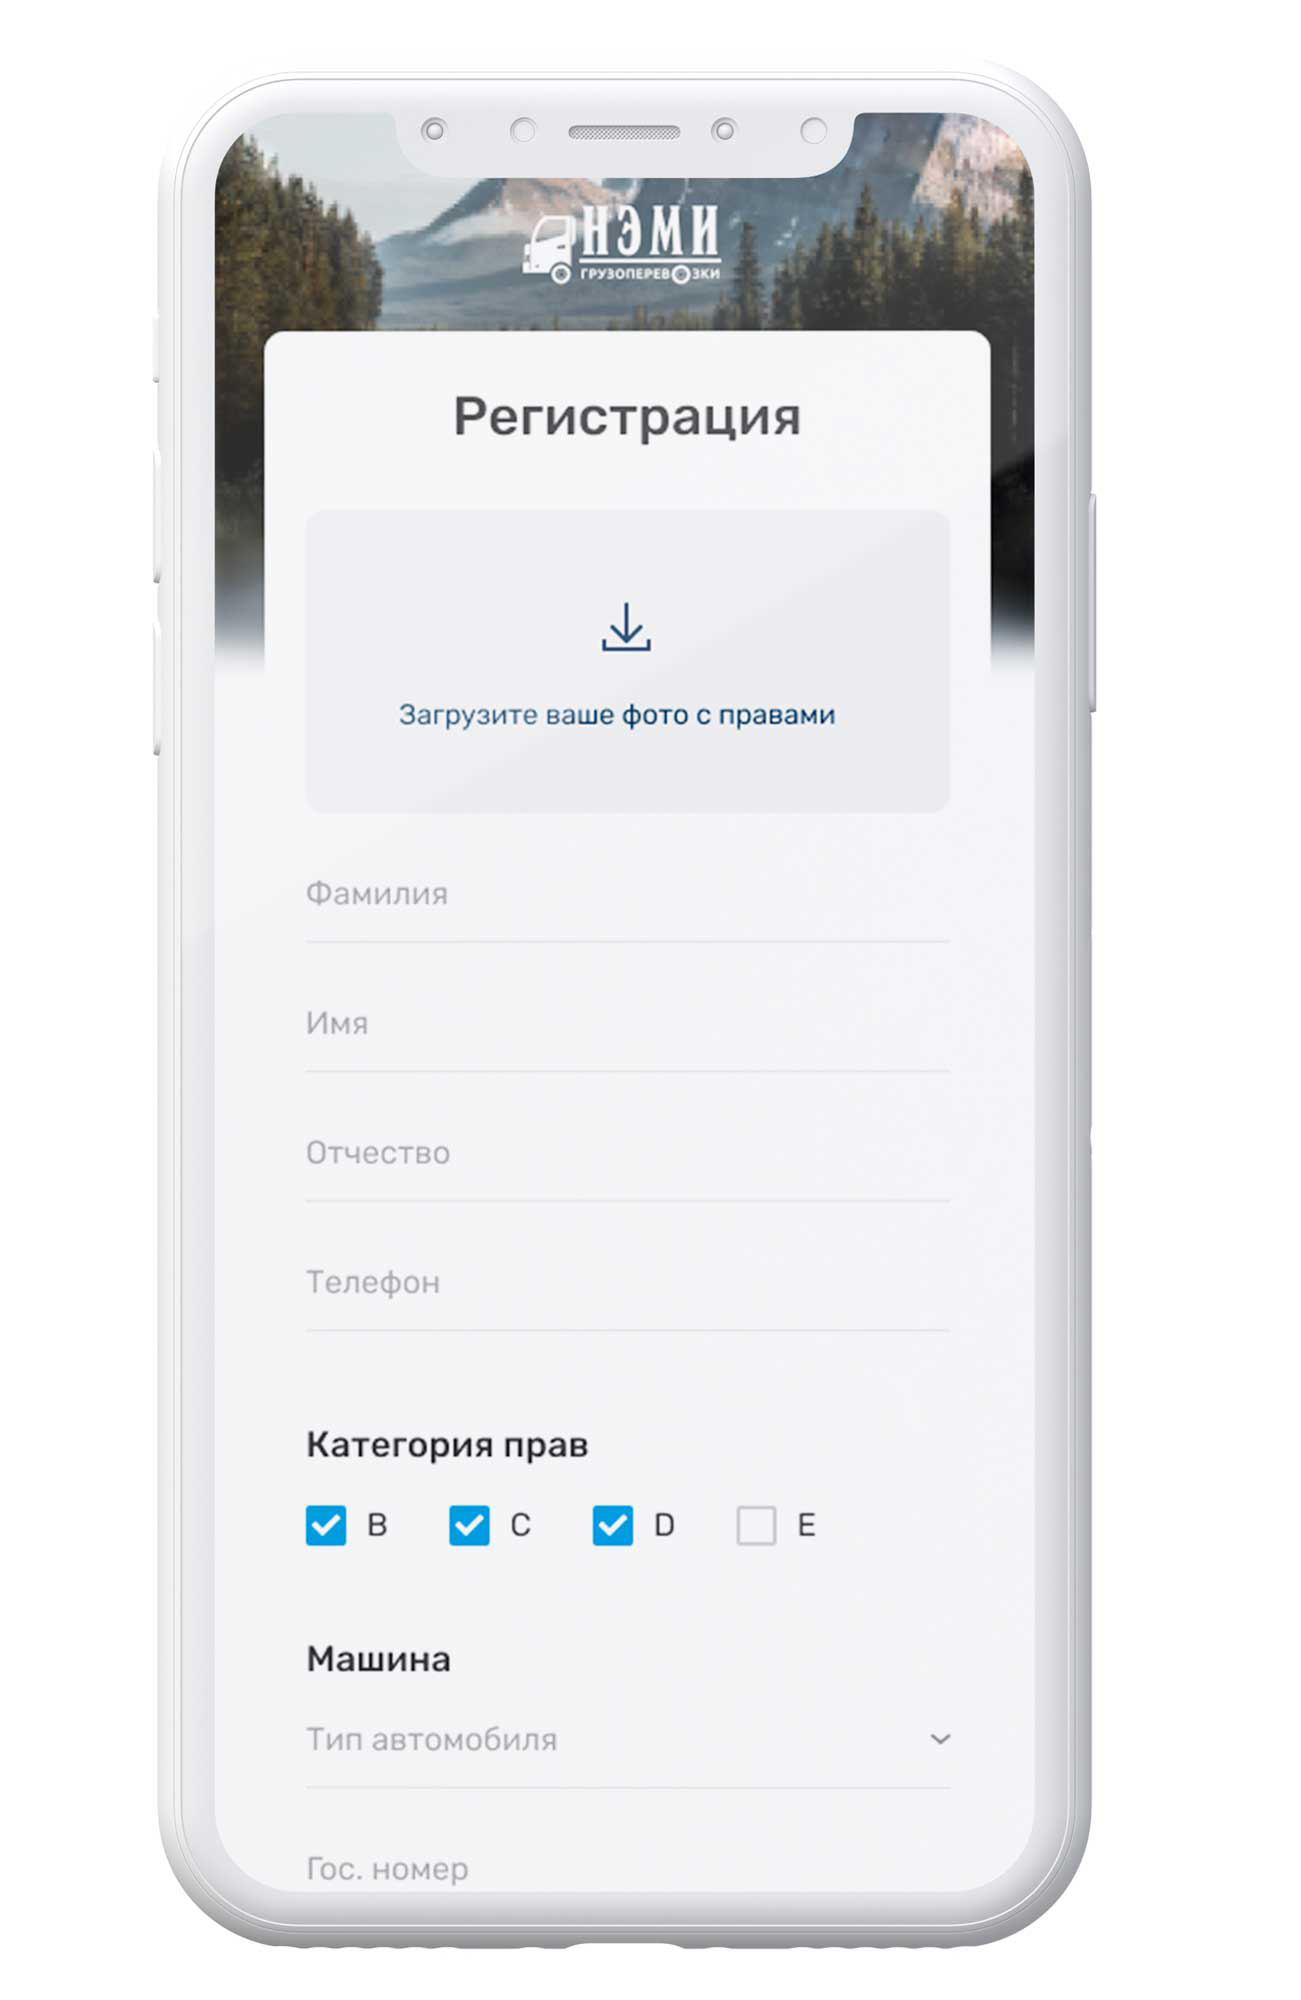 НЭМИ
ГРУЗОПЕРЕВОЗКИ
Регистрация
Загрузите ваше фото с правами
Фамилия
Имя
Отчество
Телефон
Категория прав
B C D E
Машина
Тип автомобиля
Гос. номер